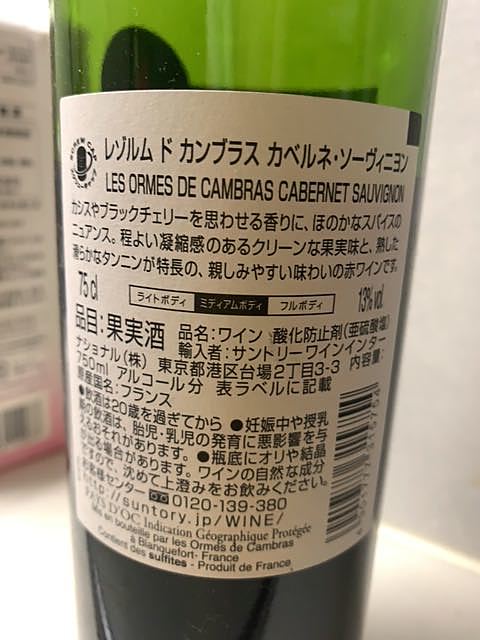 SCREW CAP
レゾルム ド カンブラス カベルネ・ソーヴィニヨン
LES ORMES DE CAMBRAS CABERNET SAUVIGNON
カシスやブラックチェリーを思わせる香りに、ほのかなスパイスの
ニュアンス。程よい凝縮感のあるクリーンな果実味と、熟した
滑らかなタンニンが特長の、親しみやすい味わいの赤ワインです。
75 cl ライトボディ ミディアムボディ フルボディ 13% vol.
品目:果実酒 品名:ワイン 酸化防止剤(亜硫酸塩)
輸入者:サントリーワインインター
ナショナル(株) 東京都港区台場2丁目3-3 内容量:
750ml アルコール分 表ラベルに記載
原産国名:フランス
●飲酒は20歳を過ぎてから ●妊娠中や授乳
期の飲酒は、胎児・乳児の発育に悪影響を与
えるおそれがあります。 ●瓶底にオリや結晶
が出る場合があります。ワインの自然な成分
ですので、沈めて上澄みをお飲みください。
お客様センター 0120-139-380
http://suntory.jp/WINE/
PAYS D'OC Indication Géographique Protégée
Mis en bouteille par les Ormes de Cambras
à Blanquefort- France
Contient des sulfites - Produit de France